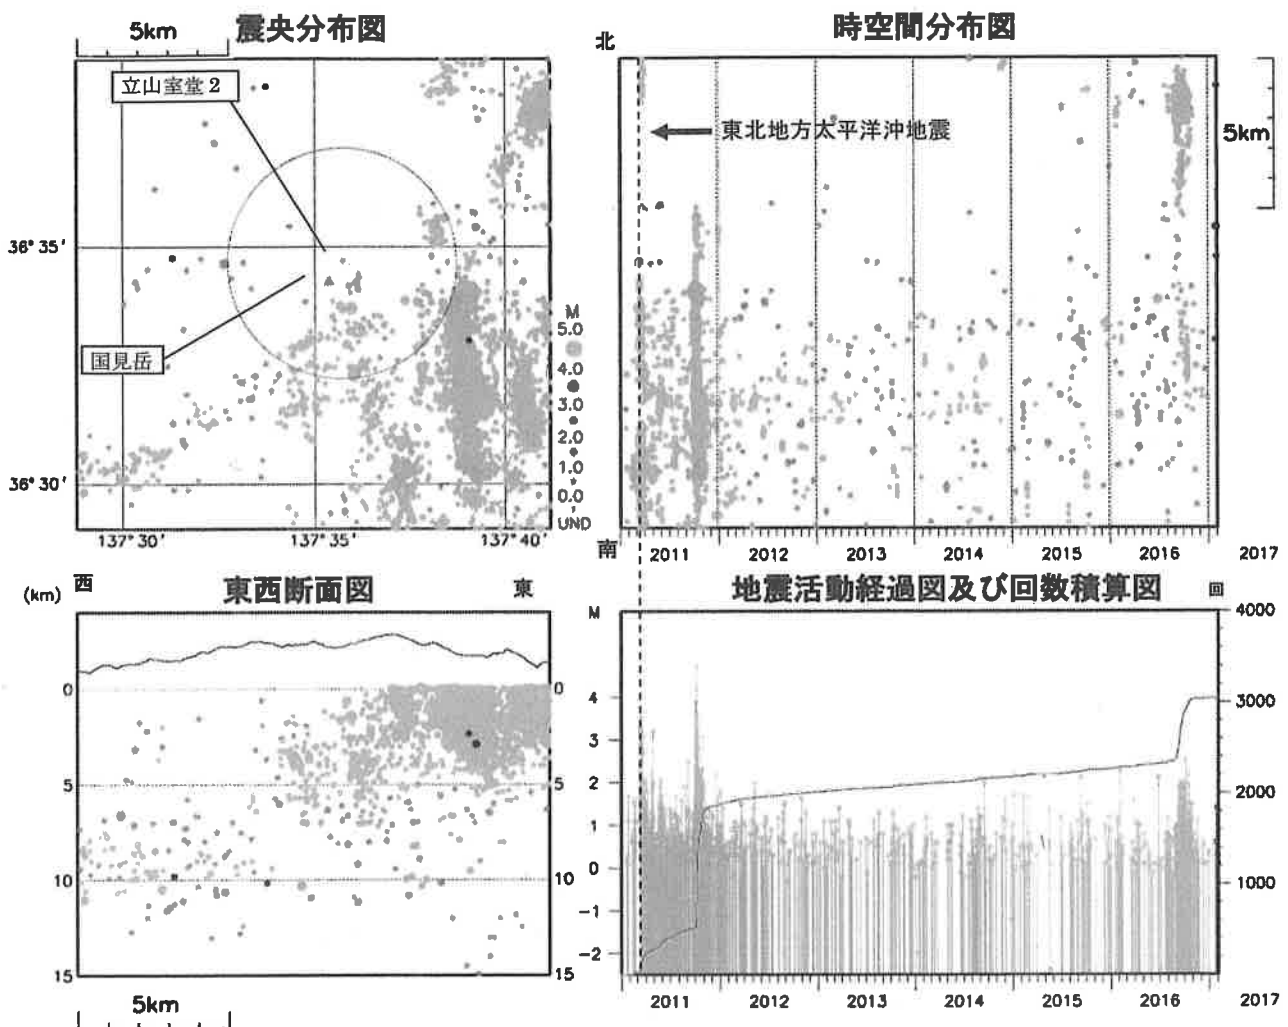 5km
震央分布図
立山室堂2
国見岳
36°35′
36°30′
137°30′
137°35′
137°40′
M
5.0
4.0
3.0
2.0
1.0
0.0
UND
時空間分布図
北
東北地方太平洋沖地震
5km
南
2011
2012
2013
2014
2015
2016
2017
東西断面図
(km)
西
東
0
5
10
15
0
5
10
15
5km
地震活動経過図及び回数積算図
M
回
4
3
2
1
0
-1
-2
4000
3000
2000
1000
2011
2012
2013
2014
2015
2016
2017